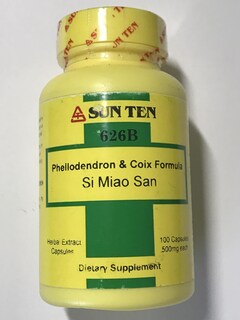 SUN TEN
SUN TEN
626B
Phellodendron & Coix Formula
Si Miao San
Herbal Extract
Capsules
100 Capsules
500mg each
Dietary Supplement